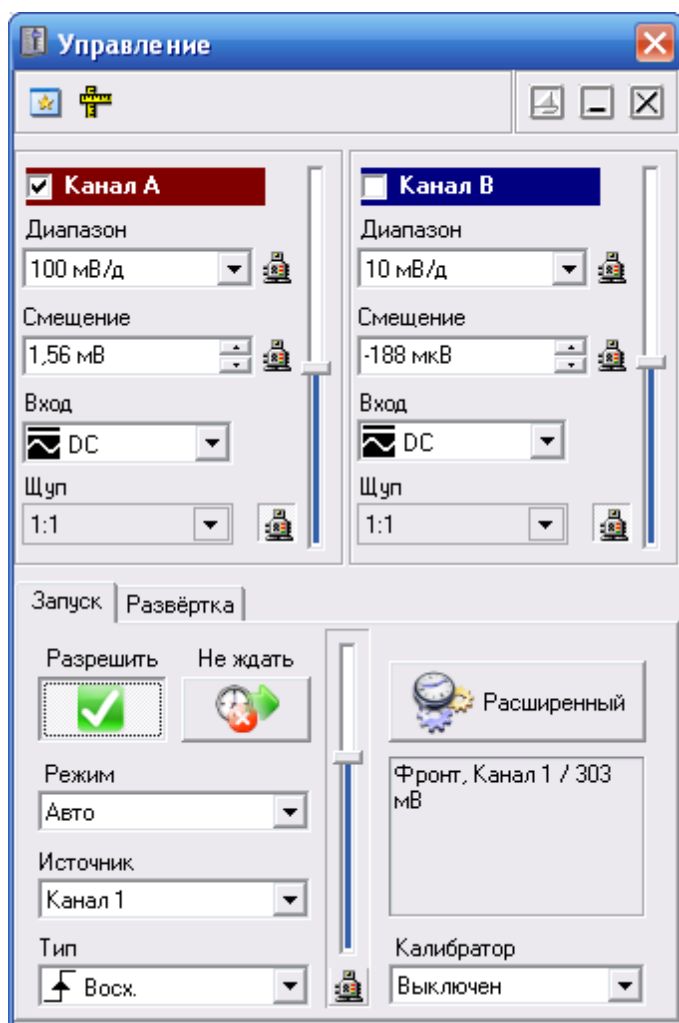 Управление
Канал A
Диапазон
100 мВ/д
Смещение
1,56 мВ
Вход
DC
Щуп
1:1
Канал B
Диапазон
10 мВ/д
Смещение
-188 мкВ
Вход
DC
Щуп
1:1
Запуск
Развёртка
Разрешить
Не ждать
Режим
Авто
Источник
Канал 1
Тип
Восх.
Расширенный
Фронт, Канал 1 / 303
мВ
Калибратор
Выключен